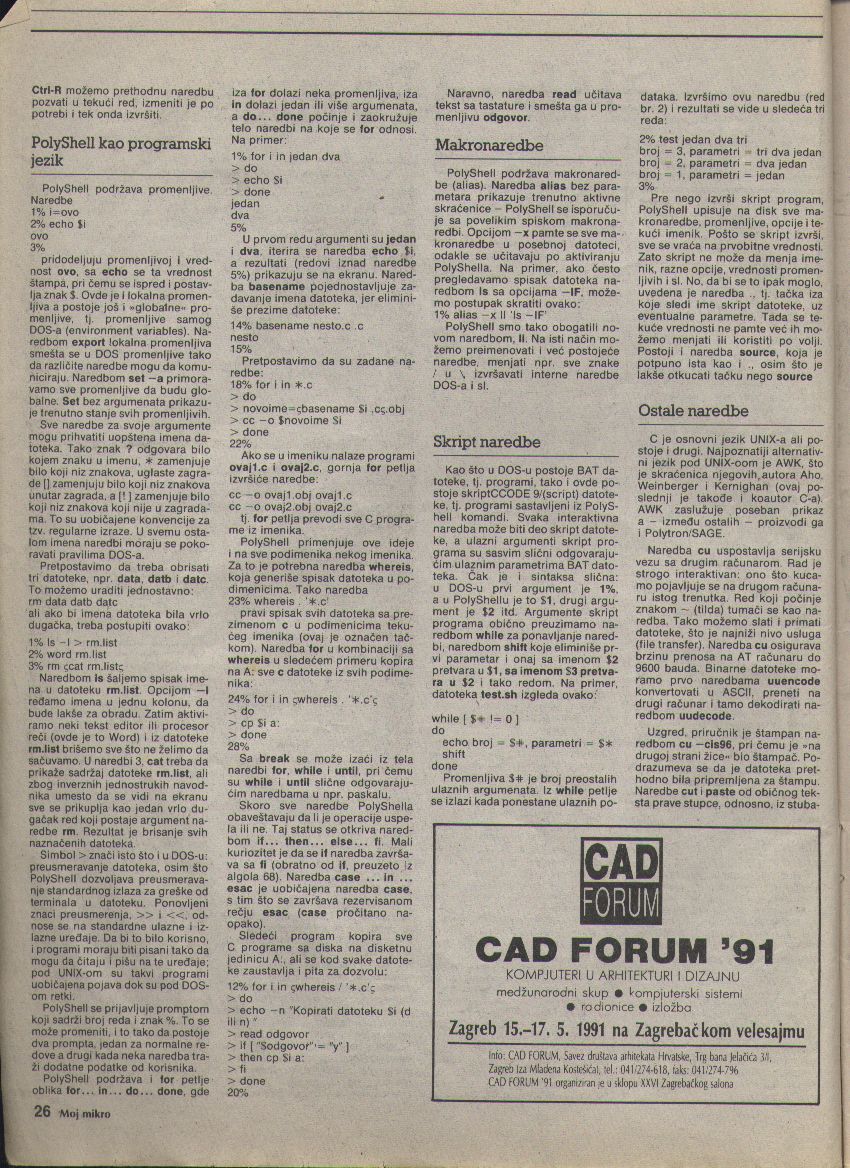 Ctrl-R možemo prethodnu naredbu
pozvati u tekući red, izmeniti je po
potrebi i tek onda izvršiti.
PolyShell kao programski
jezik
PolyShell podržava promenljive.
Naredbe
1% i=ovo
2% echo $i
ovo
3%
pridodeljuju promenljivoj i vred-
nost ovo, sa echo se ta vrednost
štampa, pri čemu se ispred i postav-
lja znak $. Ovde je i lokalna promen-
ljiva a postoje još i »globalne« pro-
menljive, tj. promenljive samog
DOS-a (environment variables). Na-
redbom export lokalna promenljiva
smešta se u DOS promenljive tako
da različite naredbe mogu da komu-
niciraju. Naredbom set –a primora-
vamo sve promenljive da budu glo-
balne. Set bez argumenata prikazu-
je trenutno stanje svih promenljivih.
Sve naredbe za svoje argumente
mogu prihvatiti uopštena imena da-
toteka. Tako znak ? odgovara bilo
kojem znaku u imenu, * zamenjuje
bilo koji niz znakova, uglaste zagra-
de [] zamenjuju bilo koji niz znakova
unutar zagrada, a [!] zamenjuje bilo
koji niz znakova koji nije u zagrada-
ma. To su uobičajene konvencije za
tzv. regularne izraze. U svemu osta-
lom imena naredbi moraju se poko-
ravati pravilima DOS-a.
Pretpostavimo da treba obrisati
tri datoteke, npr. data, datb i datc.
To možemo uraditi jednostavno:
rm data datb datc
ali ako bi imena datoteka bila vrlo
dugačka, treba postupiti ovako:
1% ls –l > rm.list
2% word rm.list
3% rm çcat rm.listç
Naredbom ls šaljemo spisak ime-
na u datoteku rm.list. Opcijom –l
ređamo imena u jednu kolonu, da
bude lakše za obradu. Zatim aktivi-
ramo neki tekst editor ili procesor
reči (ovde je to Word) i iz datoteke
rm.list brišemo sve što ne želimo da
sačuvamo. U naredbi 3, cat treba da
prikaže sadržaj datoteke rm.list, ali
zbog inverznih jednostrukih navod-
nika umesto da se vidi na ekranu
sve se prikuplja kao jedan vrlo du-
gačak red koji postaje argument na-
redbe rm. Rezultat je brisanje svih
naznačenih datoteka.
Simbol > znači isto što i u DOS-u:
preusmeravanje datoteka, osim što
PolyShell dozvoljava preusmerava-
nje standardnog izlaza za greške od
terminala u datoteku. Ponovljeni
znaci preusmerenja, >> i <<, od-
nose se na standardne ulazne i iz-
lazne uređaje. Da bi to bilo korisno,
i programi moraju biti pisani tako da
mogu da čitaju i pišu na te uređaje;
pod UNIX-om su takvi programi
uobičajena pojava dok su pod DOS-
om retki.
PolyShell se prijavljuje promptom
koji sadrži broj reda i znak %. To se
može promeniti, i to tako da postoje
dva prompta, jedan za normalne re-
dove a drugi kada neka naredba tra-
ži dodatne podatke od korisnika.
PolyShell podržava i for petlje
oblika for... in... do... done, gde
iza for dolazi neka promenljiva, iza
in dolazi jedan ili više argumenata,
a do... done počinje i zaokružuje
telo naredbi na koje se for odnosi.
Na primer:
1% for i in jedan dva
> do
> echo $i
> done
jedan
dva
5%
U prvom redu argumenti su jedan
i dva, iterira se naredba echo $i,
a rezultati (redovi iznad naredbe
5%) prikazuju se na ekranu. Nared-
ba basename pojednostavljuje za-
davanje imena datoteka, jer elimini-
še prezime datoteke:
14% basename nesto.c .c
nesto
15%
Pretpostavimo da su zadane na-
redbe:
18% for i in *.c
> do
> novoime=çbasename $i .cç.obj
> cc –o $novoime $i
> done
22%
Ako se u imeniku nalaze programi
ovaj1.c i ovaj2.c, gornja for petlja
izvršiće naredbe:
cc –o ovaj1.obj ovaj1.c
cc –o ovaj2.obj ovaj2.c
tj. for petlja prevodi sve C progra-
me iz imenika.
PolyShell primenjuje ove ideje
i na sve podimenika nekog imenika.
Za to je potrebna naredba whereis,
koja generiše spisak datoteka u po-
dimenicima. Tako naredba
23% whereis . '*.c'
pravi spisak svih datoteka sa pre-
zimenom c u podimenicima teku-
ćeg imenika (ovaj je označen tač-
kom). Naredba for u kombinaciji sa
whereis u sledećem primeru kopira
na A: sve c datoteke iz svih podime-
nika:
24% for i in çwhereis . '*.c'ç
> do
> cp $i a:
> done
28%
Sa break se može izaći iz tela
naredbi for, while i until, pri čemu
su while i until slične odgovaraju-
ćim naredbama u npr. paskalu.
Skoro sve naredbe PolyShella
obaveštavaju da li je operacije uspe-
la ili ne. Taj status se otkriva nared-
bom if... then... else... fi. Mali
kuriozitet je da se if naredba završa-
va sa fi (obratno od if, preuzeto iz
algola 68). Naredba case ... in ...
esac je uobičajena naredba case,
s tim što se završava rezervisanom
rečju esac (case pročitano na-
opako).
Sledeći program kopira sve
C programe sa diska na disketnu
jedinicu A:, ali se kod svake datote-
ke zaustavlja i pita za dozvolu:
12% for i in çwhereis / '*.c'ç
> do
> echo –n "Kopirati datoteku $i (d
ili n)"
> read odgovor
> if [ "$odgovor" = "y" ]
> then cp $i a:
> fi
> done
20%
Naravno, naredba read učitava
tekst sa tastature i smešta ga u pro-
menljivu odgovor.
Makronaredbe
PolyShell podržava makronared-
be (alias). Naredba alias bez para-
metara prikazuje trenutno aktivne
skraćenice – PolyShell se isporuču-
je sa povelikim spiskom makrona-
redbi. Opcijom –x pamte se sve ma-
kronaredbe u posebnoj datoteci,
odakle se učitavaju po aktiviranju
PolyShella. Na primer, ako često
pregledavamo spisak datoteka na-
redbom ls sa opcijama –lF, može-
mo postupak skratiti ovako:
1% alias –x ll 'ls –lF'
PolyShell smo tako obogatili no-
vom naredbom, ll. Na isti način mo-
žemo preimenovati i već postojeće
naredbe, menjati npr. sve znake
/ u \, izvršavati interne naredbe
DOS-a i sl.
Skript naredbe
Kao što u DOS-u postoje BAT da-
toteke, tj. programi, tako i ovde po-
stoje skriptCCODE 9/(script) datote-
ke, tj. programi sastavljeni iz PolyS-
hell komandi. Svaka interaktivna
naredba može biti deo skript datote-
ke, a ulazni argumenti skript pro-
grama su sasvim slični odgovaraju-
ćim ulaznim parametrima BAT dato-
teka. Čak je i sintaksa slična:
u DOS-u prvi argument je 1%,
a u PolyShellu je to $1, drugi argu-
ment je $2 itd. Argumente skript
programa obično preuzimamo na-
redbom while za ponavljanje nared-
bi, naredbom shift koje eliminiše pr-
vi parametar i onaj sa imenom $2
pretvara u $1, sa imenom $3 pretva-
ra u $2 i tako redom. Na primer,
datoteka test.sh izgleda ovako:
while [ $# != 0 ]
do
echo broj = $#, parametri = $*
shift
done
Promenljiva $# je broj preostalih
ulaznih argumenata. Iz while petlje
se izlazi kada ponestane ulaznih po-
dataka. Izvršimo ovu naredbu (red
br. 2) i rezultati se vide u sledeća tri
reda:
2% test jedan dva tri
broj = 3, parametri = tri dva jedan
broj = 2, parametri = dva jedan
broj = 1, parametri = jedan
3%
Pre nego izvrši skript program,
PolyShell upisuje na disk sve ma-
kronaredbe, promenljive, opcije i te-
kući imenik. Pošto se skript izvrši,
sve se vraća na prvobitne vrednosti.
Zato skript ne može da menja ime-
nik, razne opcije, vrednosti promen-
ljivih i sl. No, da bi se to ipak moglo,
uvedena je naredba ., tj. tačka iza
koje sledi ime skript datoteke, uz
eventualne parametre. Tada se te-
kuće vrednosti ne pamte već ih mo-
žemo menjati ili koristiti po volji.
Postoji i naredba source, koja je
potpuno ista kao i ., osim što je
lakše otkucati tačku nego source
Ostale naredbe
C je osnovni jezik UNIX-a ali po-
stoje i drugi. Najpoznatiji alternativ-
ni jezik pod UNIX-oom je AWK, što
je skraćenica njegovih autora Aho,
Weinberger i Kernighan (ovaj po-
slednji je takođe i koautor C-a).
AWK zaslužuje poseban prikaz
a – između ostalih – proizvodi ga
i Polytron/SAGE.
Naredba cu uspostavlja serijsku
vezu sa drugim računarom. Rad je
strogo interaktivan: ono što kuca-
mo pojavljuje se na drugom računa-
ru istog trenutka. Red koji počinje
znakom ~ (tilda) tumači se kao na-
redba. Tako možemo slati i primati
datoteke, što je najniži nivo usluga
(file transfer). Naredba cu osigurava
brzinu prenosa na AT računaru do
9600 bauda. Binarne datoteke mo-
ramo prvo naredbama uuencode
konvertovati u ASCII, preneti na
drugi računar i tamo dekodirati na-
redbom uudecode.
Uzgred, priručnik je štampan na-
redbom cu –cis96, pri čemu je »na
drugoj strani žice« bio štampač. Po-
drazumeva se da je datoteka pret-
hodno bila pripremljena za štampu.
Naredbe cut i paste od običnog tek-
sta prave stupce, odnosno, iz stuba-
CAD
FORUM
CAD FORUM '91
KOMPJUTERI U ARHITEKTURI I DIZAJNU
međunarodni skup ● kompjuterski sistemi
● radionice ● izložba
Zagreb 15.–17. 5. 1991 na Zagrebačkom velesajmu
Info: CAD FORUM, Savez društava arhitekata Hrvatske, Trg bana Jelačića 3/I,
Zagreb (za Mladena Kostešića), tel.: 041/274-618, faks: 041/274-796
CAD FORUM '91 organiziran je u sklopu XXVI Zagrebačkog salona
26 Moj mikro